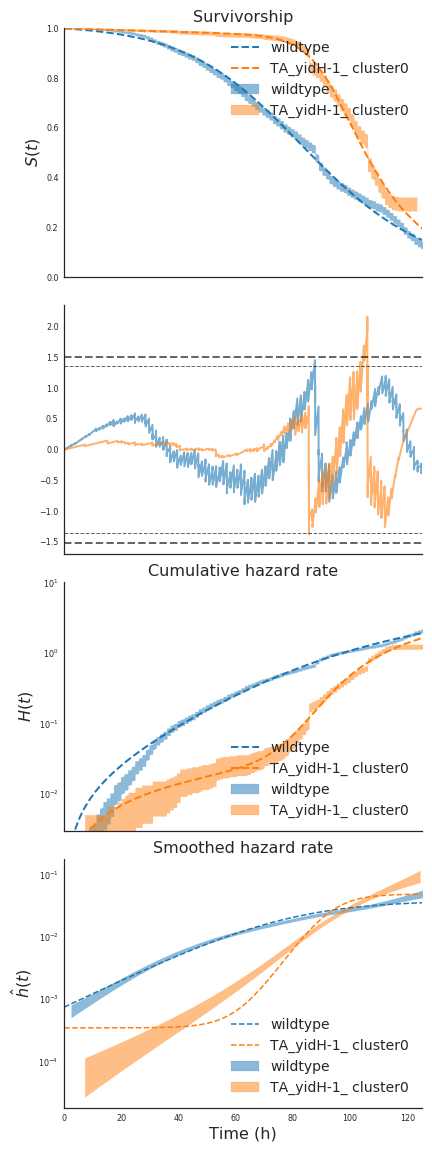 Survivorship
1.0
wildtype
TA_yidH-1_ cluster0
wildtype
TA_yidH-1_ cluster0
0.8
0.6
S(t)
0.4
0.2
0.0
2.0
1.5
1.0
0.5
0.0
−0.5
−1.0
−1.5
Cumulative hazard rate
10¹
10⁰
H(t)
10⁻¹
wildtype
TA_yidH-1_ cluster0
wildtype
TA_yidH-1_ cluster0
10⁻²
Smoothed hazard rate
10⁻¹
10⁻²
ĥ(t)
10⁻³
wildtype
TA_yidH-1_ cluster0
wildtype
TA_yidH-1_ cluster0
10⁻⁴
0 20 40 60 80 100 120
Time (h)